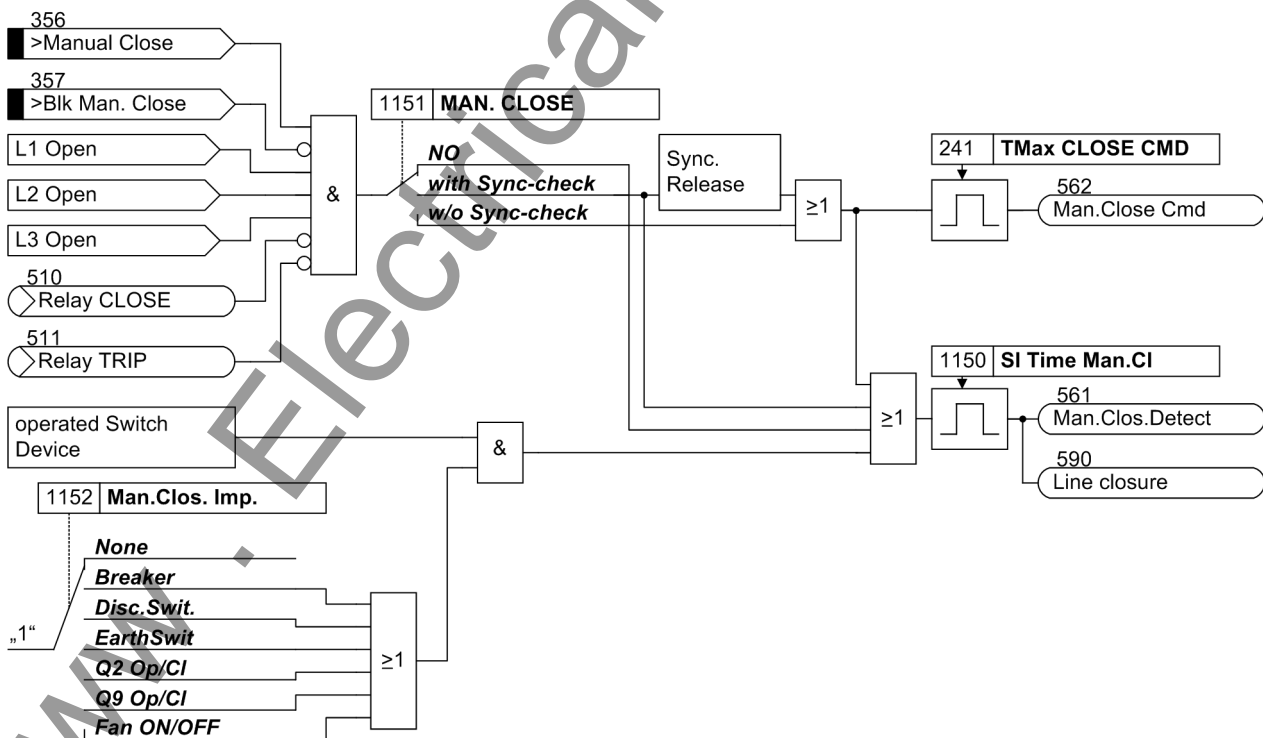 356
>Manual Close
357
>Blk Man. Close
L1 Open
L2 Open
L3 Open
510
Relay CLOSE
511
Relay TRIP
&
1151 MAN. CLOSE
NO
with Sync-check
w/o Sync-check
Sync.
Release
≥1
241 TMax CLOSE CMD
562
Man.Close Cmd
1150 SI Time Man.Cl
561
Man.Clos.Detect
590
Line closure
≥1
operated Switch
Device
&
1152 Man.Clos. Imp.
None
Breaker
Disc.Swit.
EarthSwit
Q2 Op/Cl
Q9 Op/Cl
Fan ON/OFF
„1“
≥1
ww . Electrical